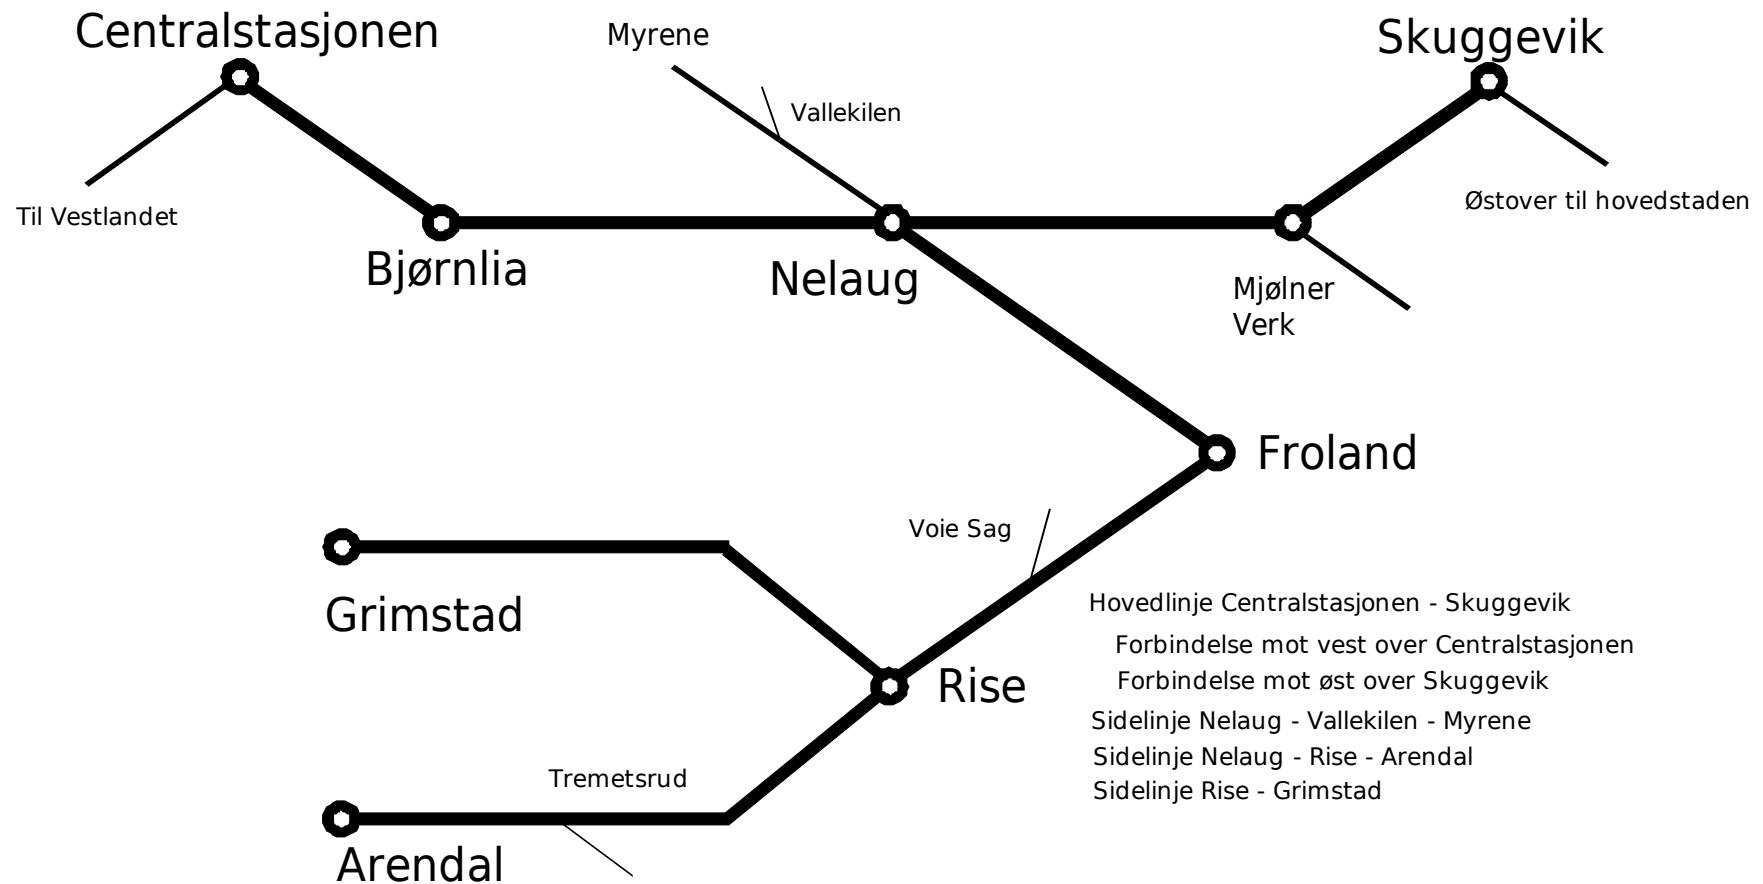 Centralstasjonen
Myrene
Skuggevik
Vallekilen
Til Vestlandet
Østover til hovedstaden
Bjørnlia
Nelaug
Mjølner
Verk
Froland
Voie Sag
Grimstad
Rise
Hovedlinje Centralstasjonen - Skuggevik
Forbindelse mot vest over Centralstasjonen
Forbindelse mot øst over Skuggevik
Sidelinje Nelaug - Vallekilen - Myrene
Sidelinje Nelaug - Rise - Arendal
Sidelinje Rise - Grimstad
Tremetsrud
Arendal